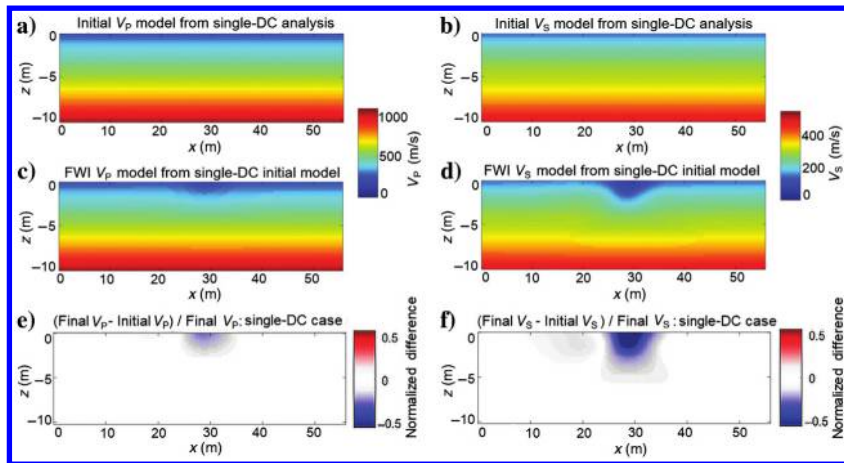 a) Initial VP model from single-DC analysis
0
−5
−10
z (m)
0 10 20 30 40 50
x (m)
b) Initial VS model from single-DC analysis
0
−5
−10
z (m)
0 10 20 30 40 50
x (m)
1000
500
0
VP (m/s)
400
200
0
VS (m/s)
c) FWI VP model from single-DC initial model
0
−5
−10
z (m)
0 10 20 30 40 50
x (m)
d) FWI VS model from single-DC initial model
0
−5
−10
z (m)
0 10 20 30 40 50
x (m)
e) (Final VP- Initial VP) / Final VP: single-DC case
0
−5
−10
z (m)
0 10 20 30 40 50
x (m)
0.5
0
−0.5
Normalized difference
f) (Final VS - Initial VS ) / Final VS : single-DC case
0
−5
−10
z (m)
0 10 20 30 40 50
x (m)
0.5
0
−0.5
Normalized difference